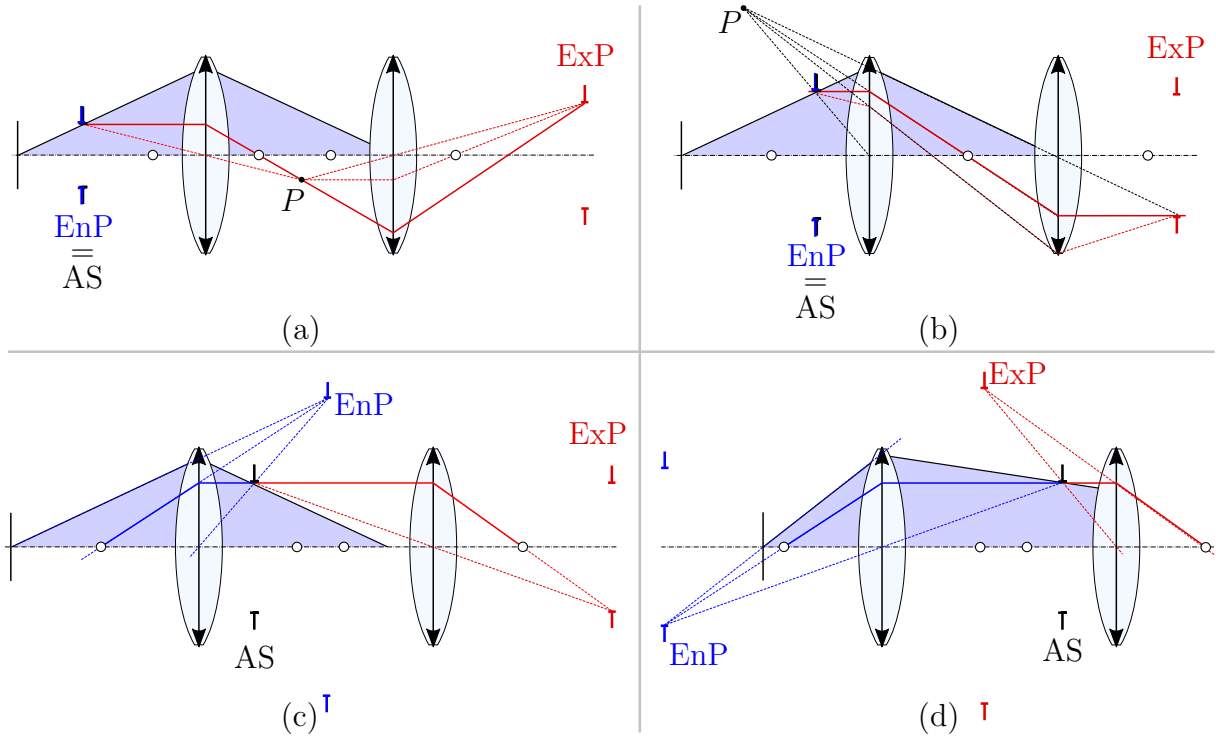 ExP
P
EnP
=
AS
(a)
P
ExP
EnP
=
AS
(b)
EnP
ExP
AS
(c)
ExP
EnP
AS
(d)